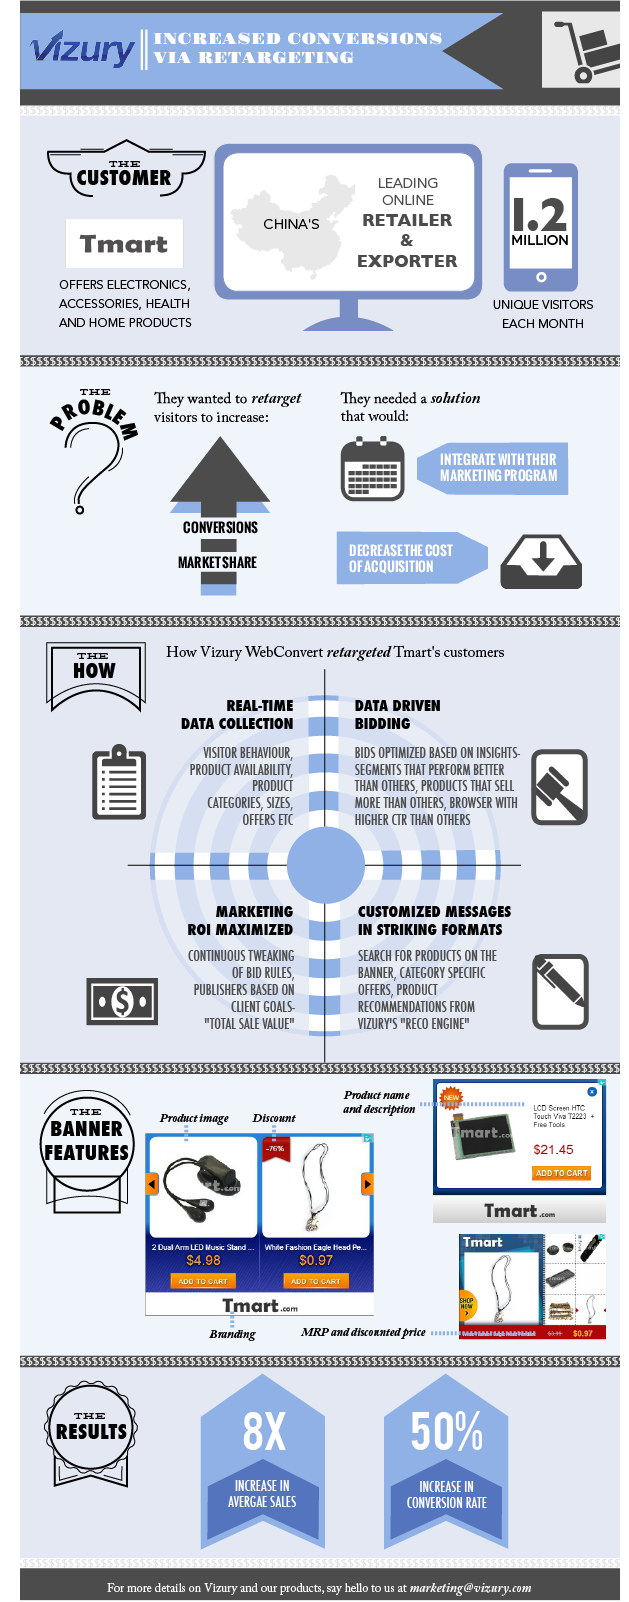 Vizury
INCREASED CONVERSIONS
VIA RETARGETING
THE
CUSTOMER
Tmart
OFFERS ELECTRONICS,
ACCESSORIES, HEALTH
AND HOME PRODUCTS
CHINA'S
LEADING
ONLINE
RETAILER
&
EXPORTER
1.2
MILLION
UNIQUE VISITORS
EACH MONTH
THE
PROBLEM
They wanted to retarget
visitors to increase:
CONVERSIONS
MARKET SHARE
They needed a solution
that would:
INTEGRATE WITH THEIR
MARKETING PROGRAM
DECREASE THE COST
OF ACQUISITION
THE
HOW
How Vizury WebConvert retargeted Tmart's customers
REAL-TIME
DATA COLLECTION
VISITOR BEHAVIOUR,
PRODUCT AVAILABILITY,
PRODUCT
CATEGORIES, SIZES,
OFFERS ETC
DATA DRIVEN
BIDDING
BIDS OPTIMIZED BASED ON INSIGHTS-
SEGMENTS THAT PERFORM BETTER
THAN OTHERS, PRODUCTS THAT SELL
MORE THAN OTHERS, BROWSER WITH
HIGHER CTR THAN OTHERS
MARKETING
ROI MAXIMIZED
CONTINUOUS TWEAKING
OF BID RULES,
PUBLISHERS BASED ON
CLIENT GOALS-
"TOTAL SALE VALUE"
$
CUSTOMIZED MESSAGES
IN STRIKING FORMATS
SEARCH FOR PRODUCTS ON THE
BANNER, CATEGORY SPECIFIC
OFFERS, PRODUCT
RECOMMENDATIONS FROM
VIZURY'S "RECO ENGINE"
THE
BANNER
FEATURES
Product image
Discount
Product name
and description
-76%
Tmart.com
2 Dual Arm LED Music Stand ...
$4.98
ADD TO CART
White Fashion Eagle Head Pe...
$0.97
ADD TO CART
Tmart.com
Branding
NEW
LCD Screen HTC
Touch Viva T2223 +
Free Tools
$21.45
ADD TO CART
Tmart.com
Tmart
SHOP
NOW
$0.97
MRP and discounted price
THE
RESULTS
8X
INCREASE IN
AVERGAE SALES
50%
INCREASE IN
CONVERSION RATE
For more details on Vizury and our products, say hello to us at marketing@vizury.com